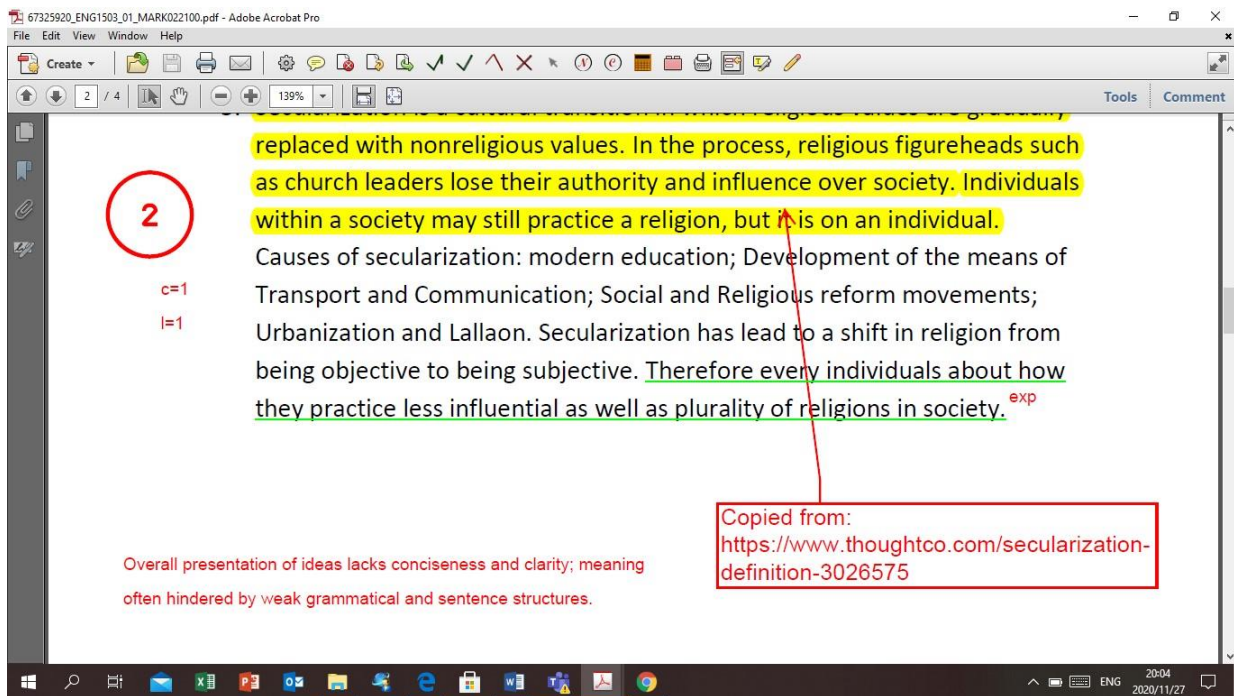 67325920_ENG1503_01_MARK022100.pdf - Adobe Acrobat Pro
File Edit View Window Help
Create
2 / 4 139% Tools Comment
replaced with nonreligious values. In the process, religious figureheads such
as church leaders lose their authority and influence over society. Individuals
2
within a society may still practice a religion, but it is on an individual.
Causes of secularization: modern education; Development of the means of
c=1
Transport and Communication; Social and Religious reform movements;
l=1
Urbanization and Lallaon. Secularization has lead to a shift in religion from
being objective to being subjective. Therefore every individuals about how
they practice less influential as well as plurality of religions in society. exp
Copied from:
https://www.thoughtco.com/secularization-
definition-3026575
Overall presentation of ideas lacks conciseness and clarity; meaning
often hindered by weak grammatical and sentence structures.
ENG
20:04
2020/11/27